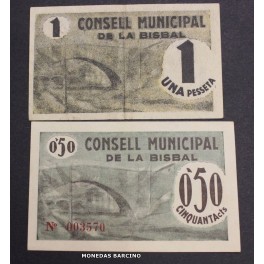 1
CONSELL MUNICIPAL
DE LA BISBAL
1
UNA PESSETA
0'50
CONSELL MUNICIPAL
DE LA BISBAL
0'50
CINQUANTA cts
Nº 003570
MONEDAS BARCINO